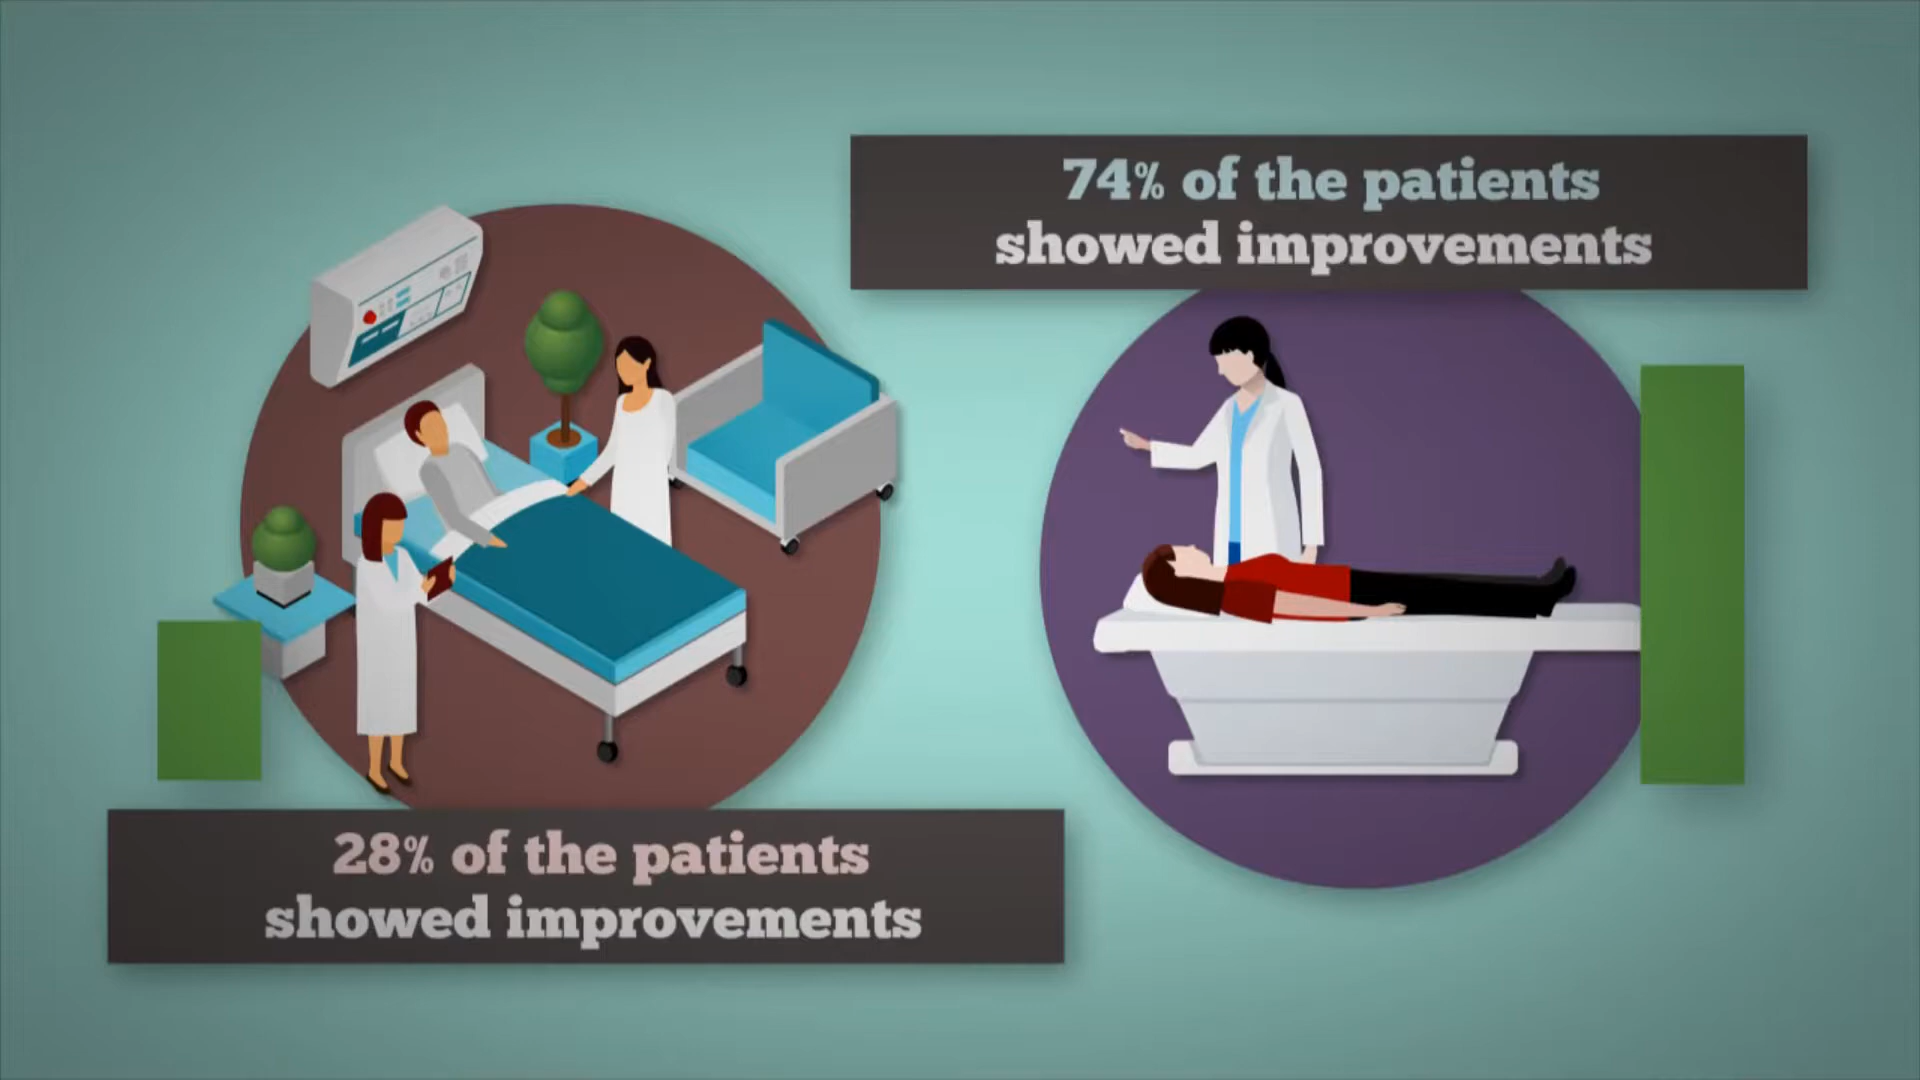 74% of the patients
showed improvements
28% of the patients
showed improvements